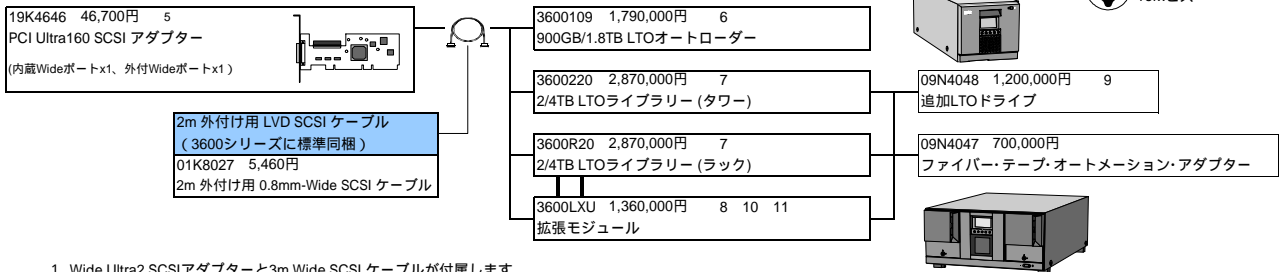 19K4646 46,700円 5
PCI Ultra160 SCSI アダプター
(内蔵Wideポートx1、外付Wideポートx1)
2m 外付け用 LVD SCSI ケーブル
(3600シリーズに標準同梱)
01K8027 5,460円
2m 外付け用 0.8mm-Wide SCSI ケーブル
3600109 1,790,000円 6
900GB/1.8TB LTOオートローダー
3600220 2,870,000円 7
2/4TB LTOライブラリー (タワー)
3600R20 2,870,000円 7
2/4TB LTOライブラリー (ラック)
3600LXU 1,360,000円 8 10 11
拡張モジュール
09N4048 1,200,000円 9
追加LTOドライブ
09N4047 700,000円
ファイバー・テープ・オートメーション・アダプター
1. Wide Ultra2 SCSIアダプターと3m Wide SCSI ケーブルが付属します